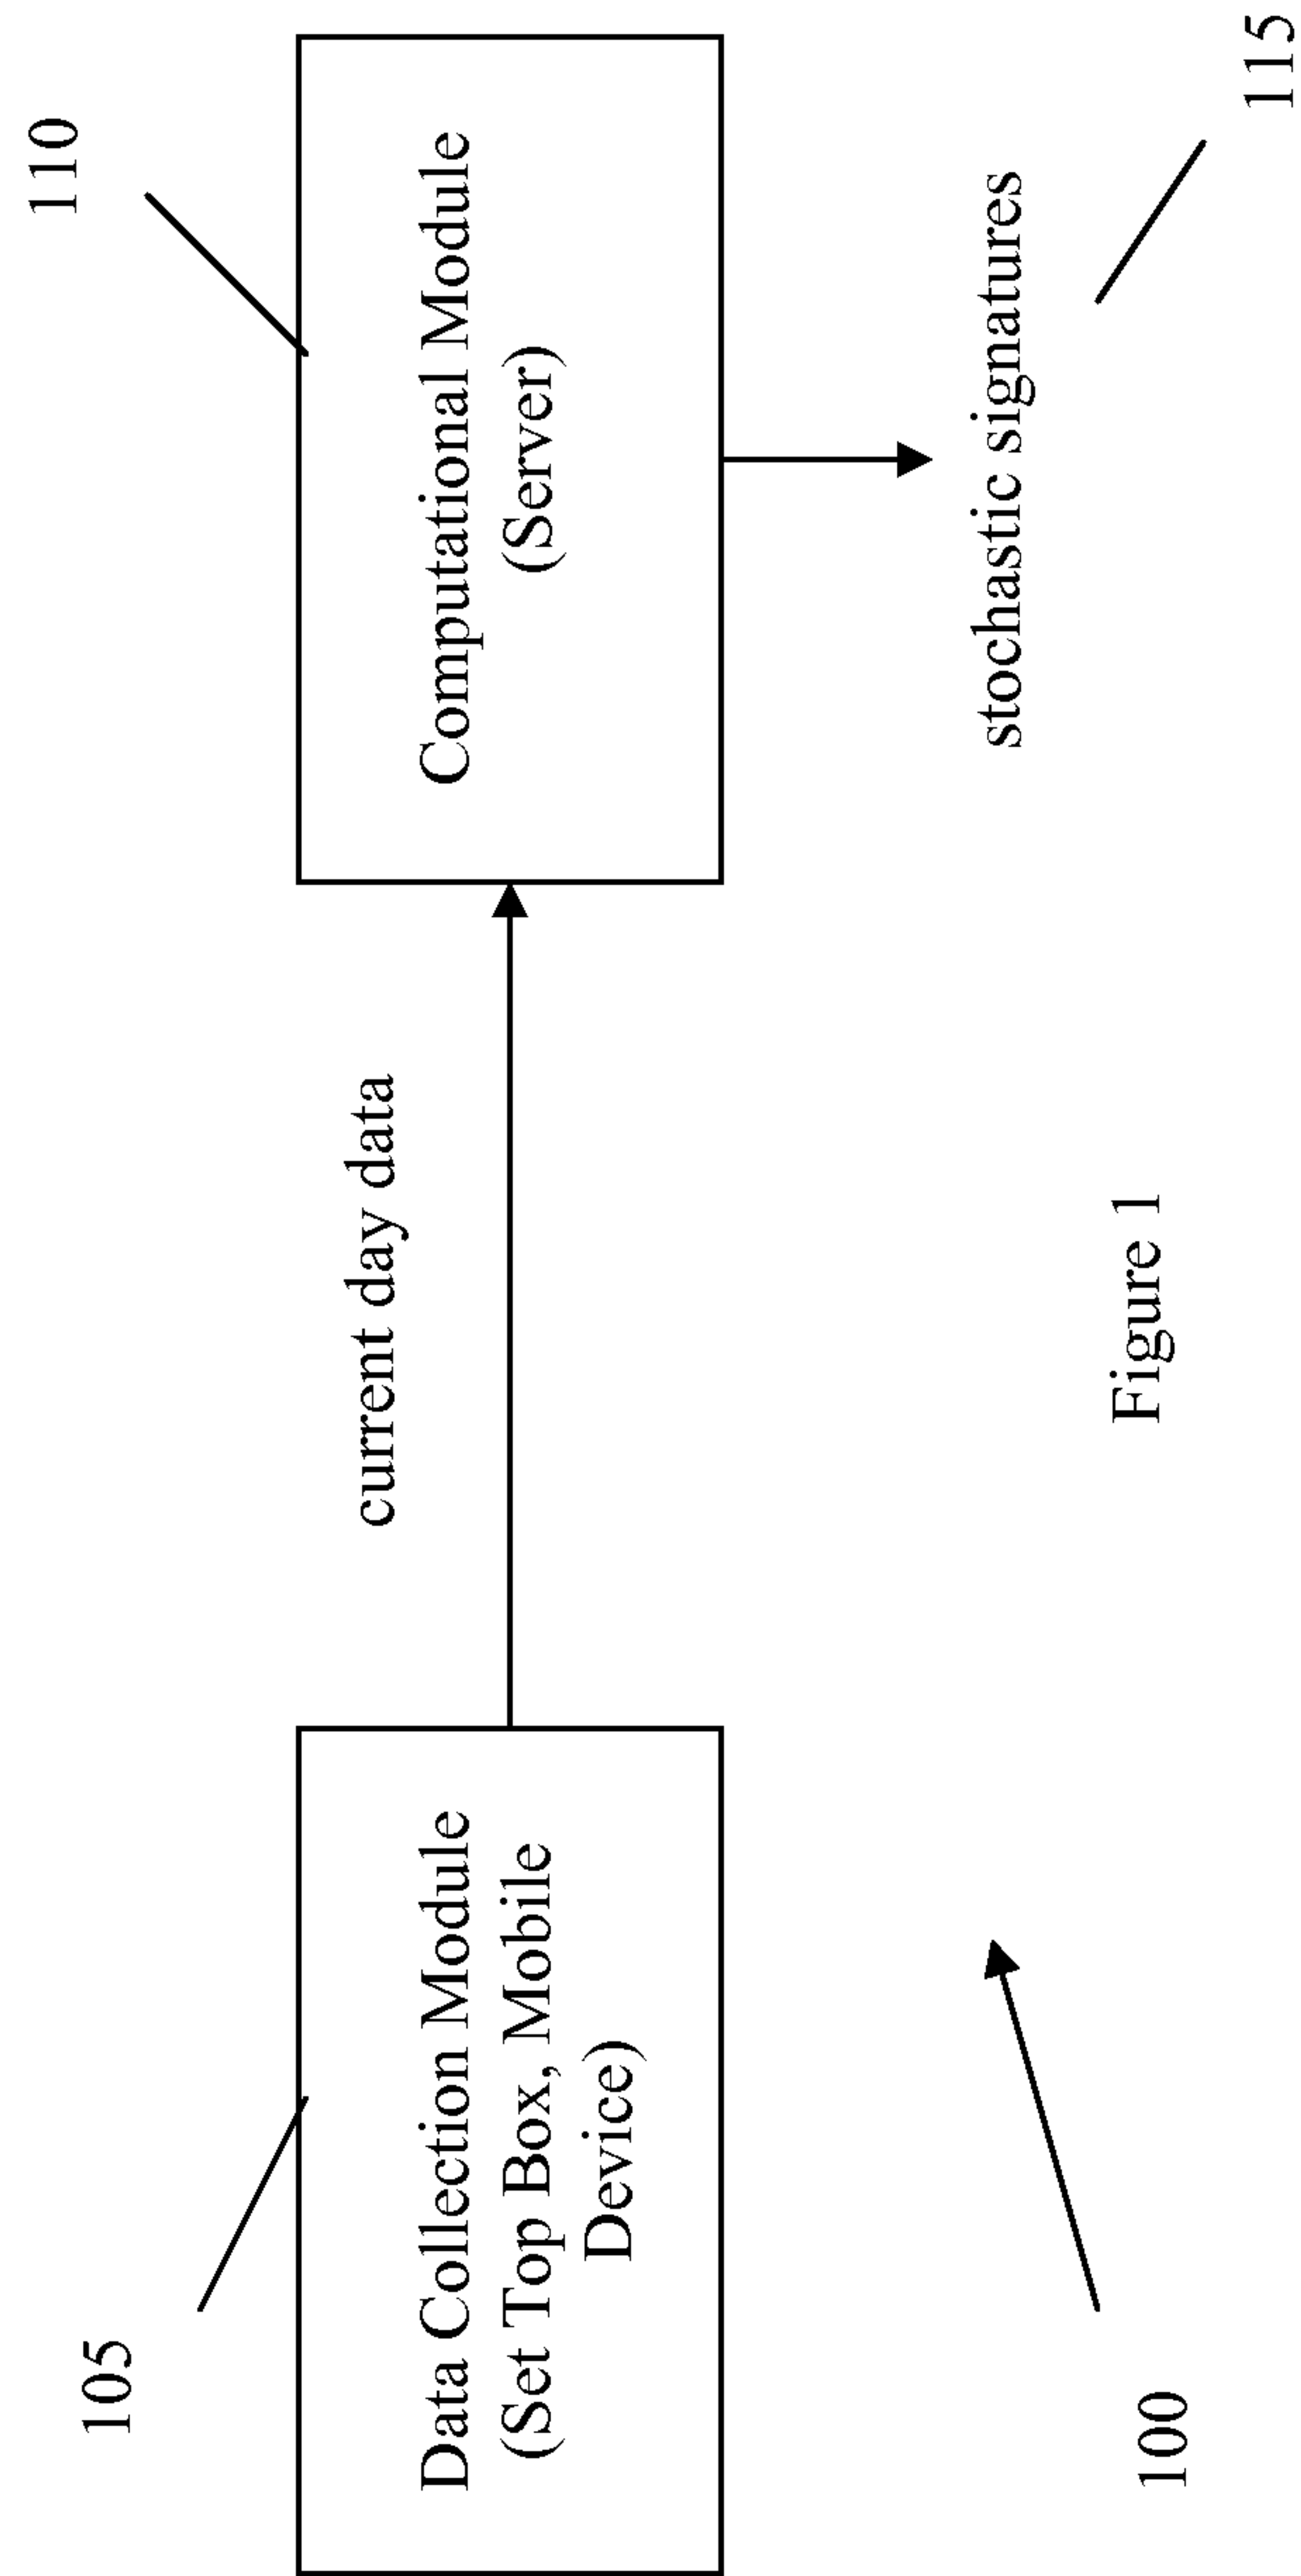 105
110
Data Collection Module
(Set Top Box, Mobile
Device)
current day data
Computational Module
(Server)
stochastic signatures
100
115
Figure 1